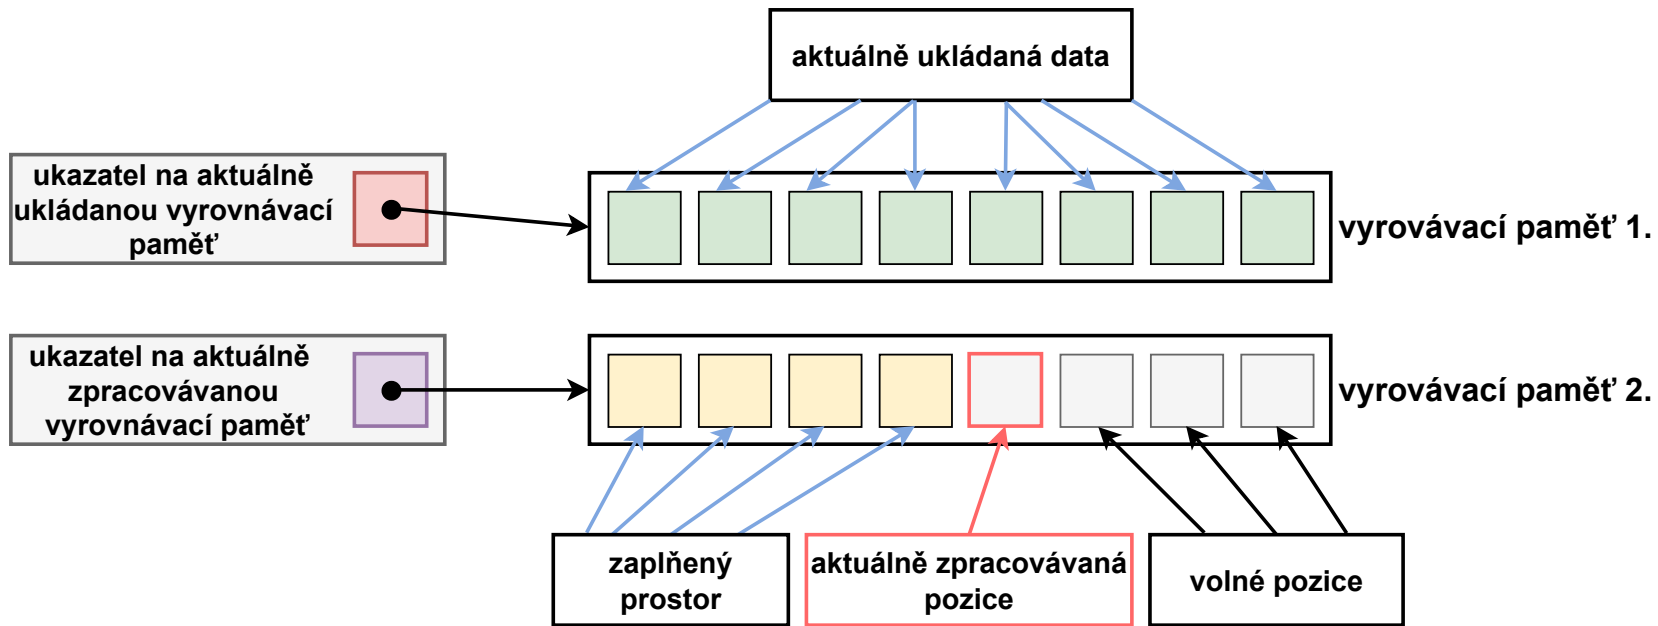 aktuálně ukládaná data
ukazatel na aktuálně
ukládanou vyrovnávací
paměť
vyrovávací paměť 1.
ukazatel na aktuálně
zpracovávanou
vyrovnávací paměť
vyrovávací paměť 2.
zaplňený
prostor
aktuálně zpracovávaná
pozice
volné pozice